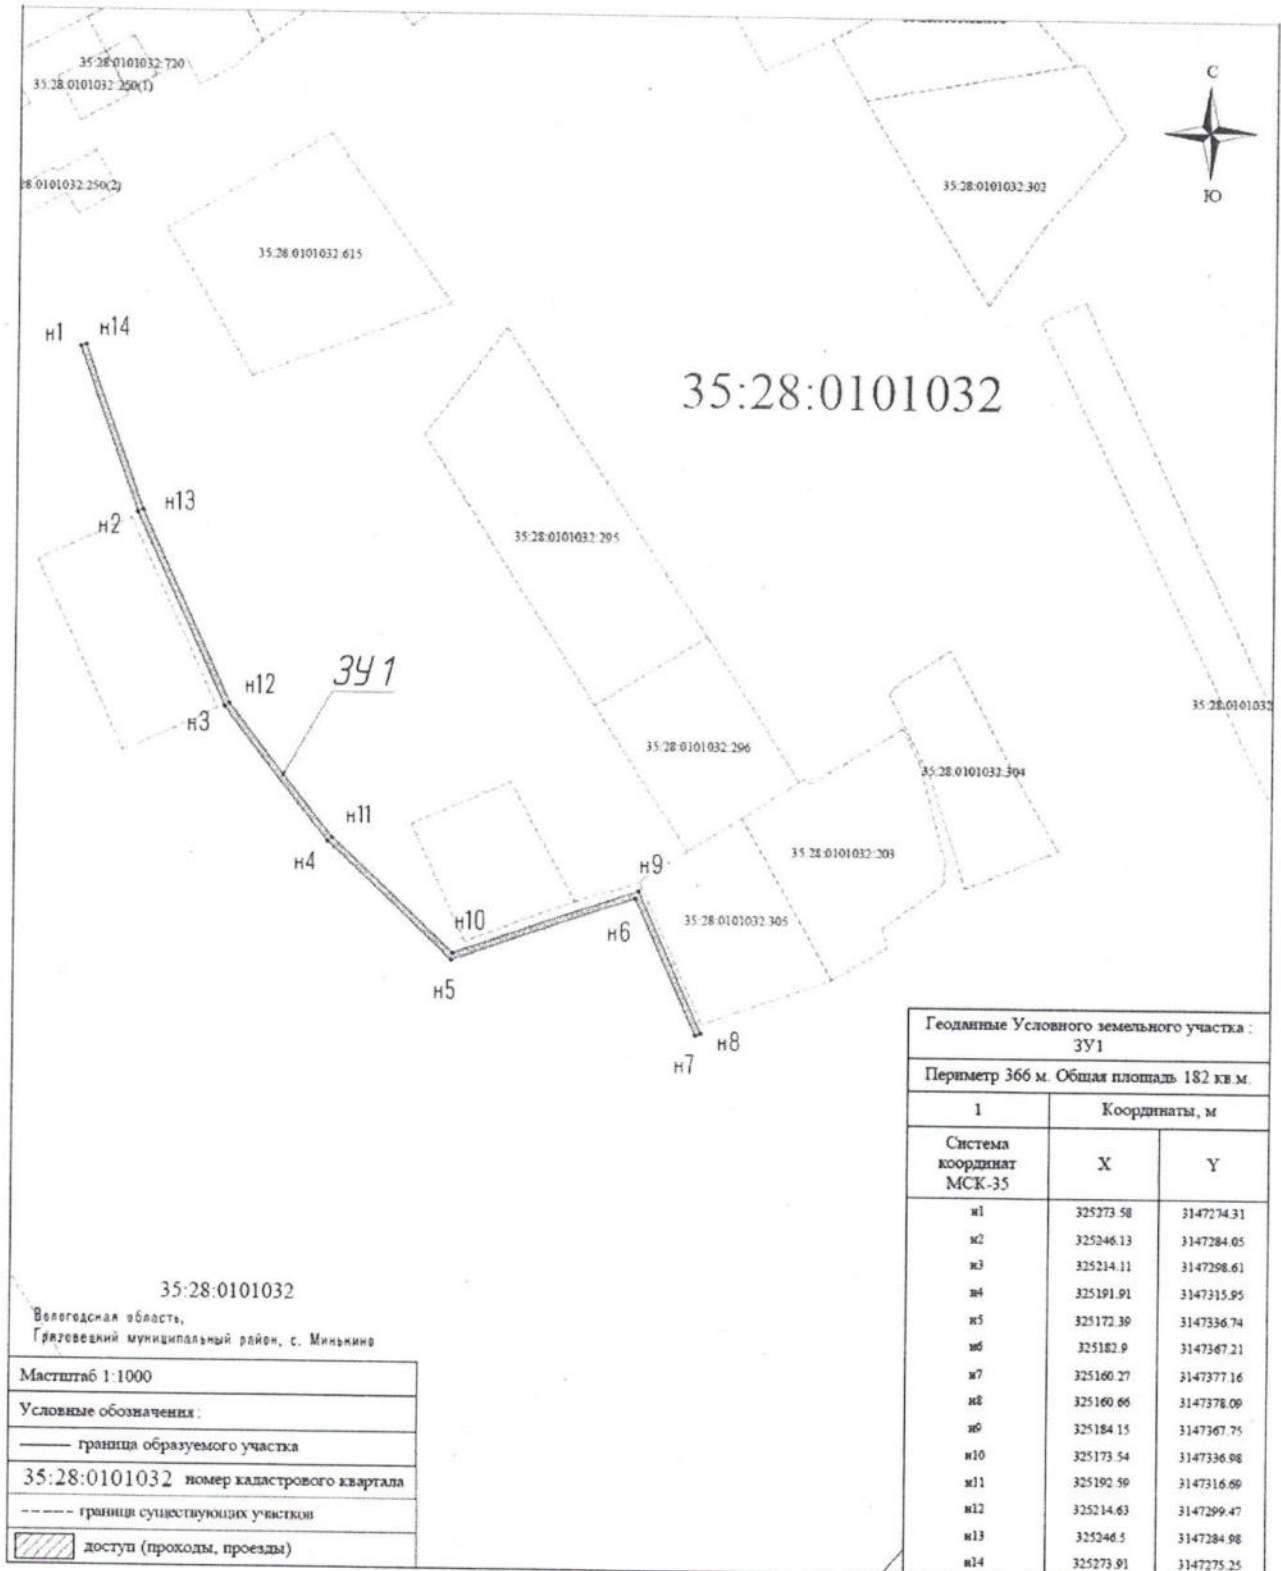 35:28:0101032:720
35:28:0101032:250(1)
28:0101032:250(2)
С
Ю
35:28:0101032:302
35:28:0101032:615
н1
н14
35:28:0101032
н13
н2
35:28:0101032:295
ЗУ 1
н12
н3
35:28:0101032
35:28:0101032:296
35:28:0101032:304
н11
н4
35:28:0101032:203
н9
35:28:0101032:305
н10
н6
н5
н8
н7
Геоданные Условного земельного участка :
ЗУ1
Периметр 366 м. Общая площадь 182 кв.м.
1 Координаты, м
Система
координат
МСК-35 X Y
н1 325273.58 3147274.31
н2 325246.13 3147284.05
н3 325214.11 3147298.61
н4 325191.91 3147315.95
н5 325172.39 3147336.74
н6 325182.9 3147367.21
н7 325160.27 3147377.16
н8 325160.66 3147378.09
н9 325184.15 3147367.75
н10 325173.54 3147336.98
н11 325192.59 3147316.69
н12 325214.63 3147299.47
н13 325246.5 3147284.98
н14 325273.91 3147275.25
35:28:0101032
Вологодская область,
Грязовецкий муниципальный район, с. Минькино
Масштаб 1:1000
Условные обозначения :
граница образуемого участка
35:28:0101032 номер кадастрового квартала
граница существующих участков
доступ (проходы, проезды)